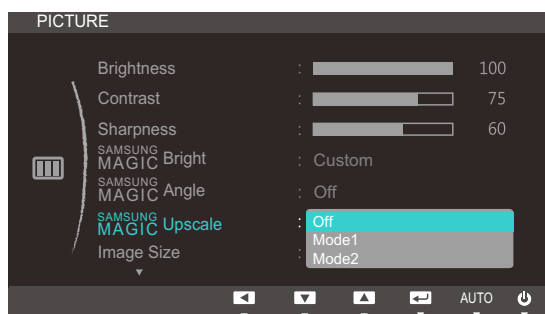 PICTURE
Brightness : 100
Contrast : 75
Sharpness : 60
SAMSUNG MAGIC Bright : Custom
SAMSUNG MAGIC Angle : Off
SAMSUNG MAGIC Upscale : Off
Mode1
Image Size : Mode2
AUTO